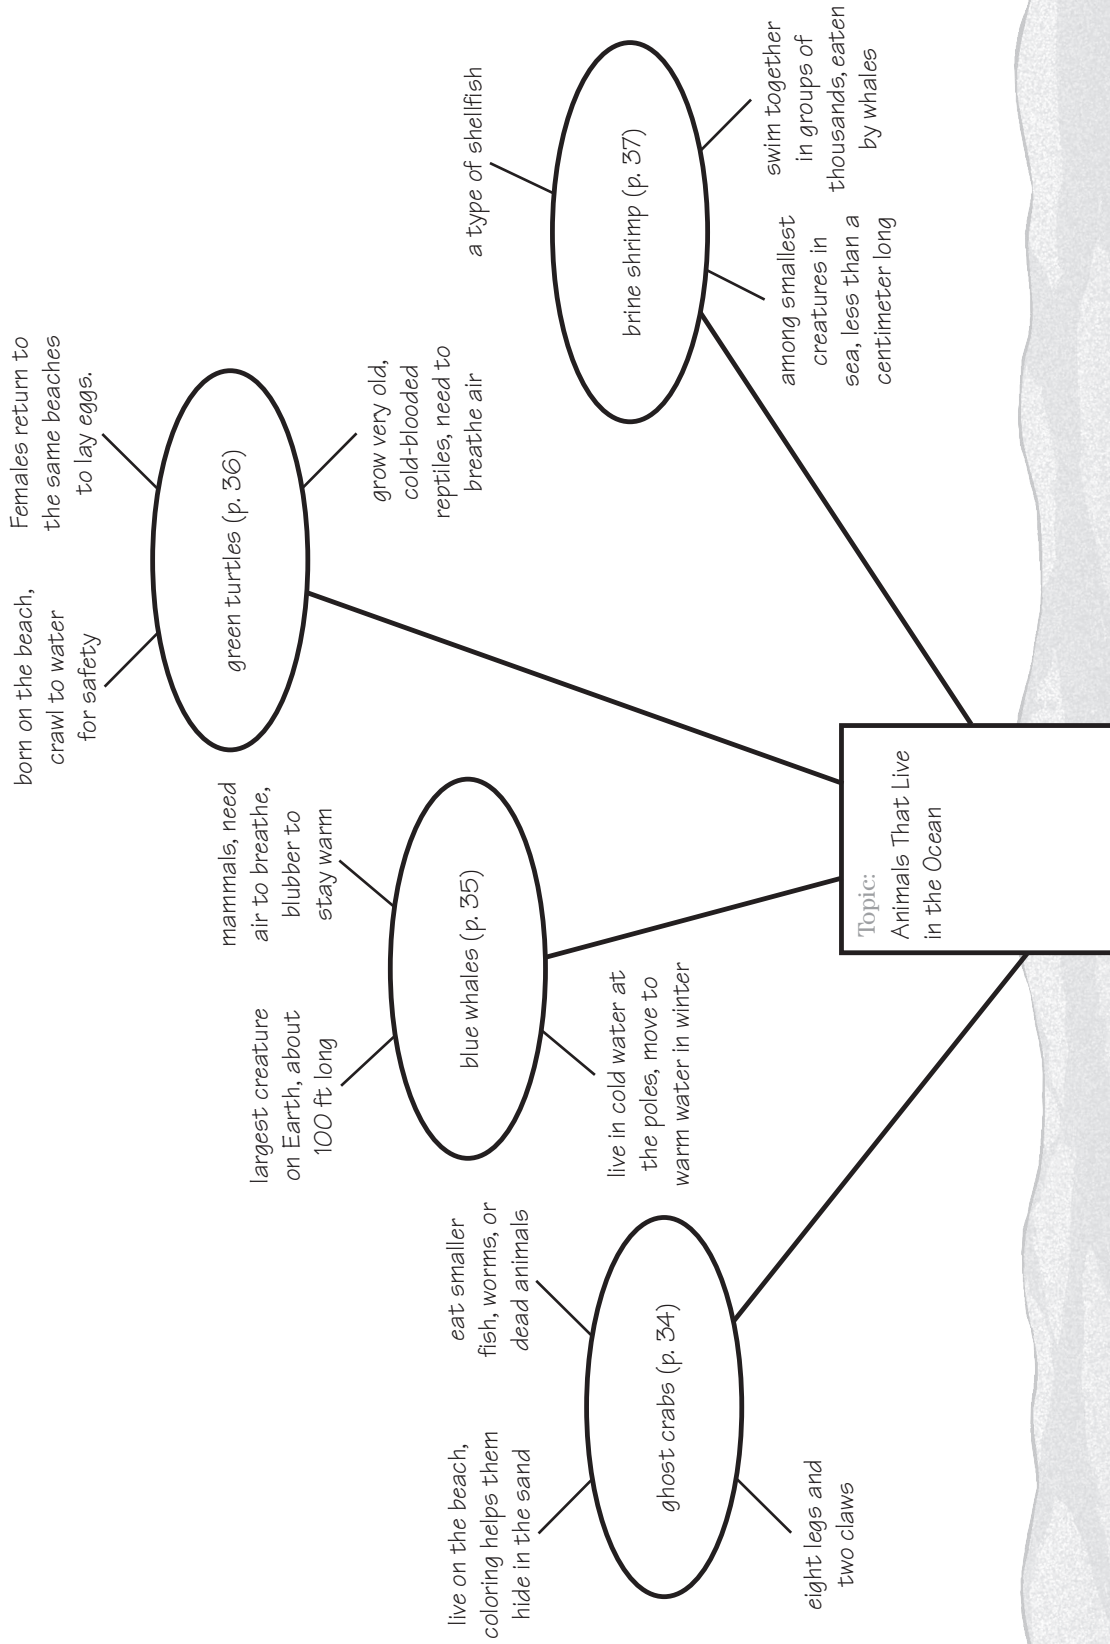 live on the beach,
coloring helps them
hide in the sand
eat smaller
fish, worms, or
dead animals
ghost crabs (p. 34)
eight legs and
two claws
largest creature
on Earth, about
100 ft long
mammals, need
air to breathe,
blubber to
stay warm
blue whales (p. 35)
live in cold water at
the poles, move to
warm water in winter
born on the beach,
crawl to water
for safety
Females return to
the same beaches
to lay eggs.
green turtles (p. 36)
grow very old,
cold-blooded
reptiles, need to
breathe air
a type of shellfish
brine shrimp (p. 37)
among smallest
creatures in
sea, less than a
centimeter long
swim together
in groups of
thousands, eaten
by whales
Topic:
Animals That Live
in the Ocean